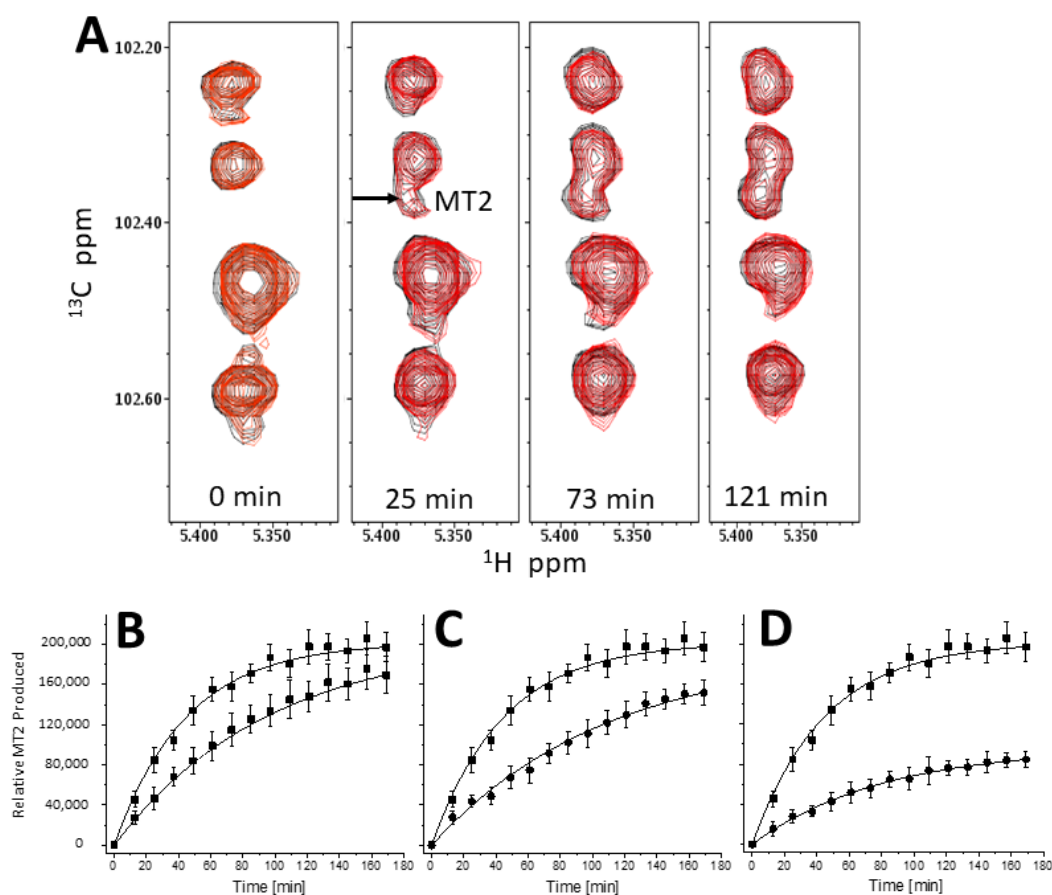 A
102.20
102.40
102.60
13C ppm
MT2
0 min
25 min
73 min
121 min
5.400 5.350 5.400 5.350 5.400 5.350 5.400 5.350
1H ppm
B C D
Relative MT2 Produced
200,000
160,000
120,000
80,000
40,000
0
0 20 40 60 80 100 120 140 160 180
0 20 40 60 80 100 120 140 160 180
0 20 40 60 80 100 120 140 160 180
Time [min] Time [min] Time [min]